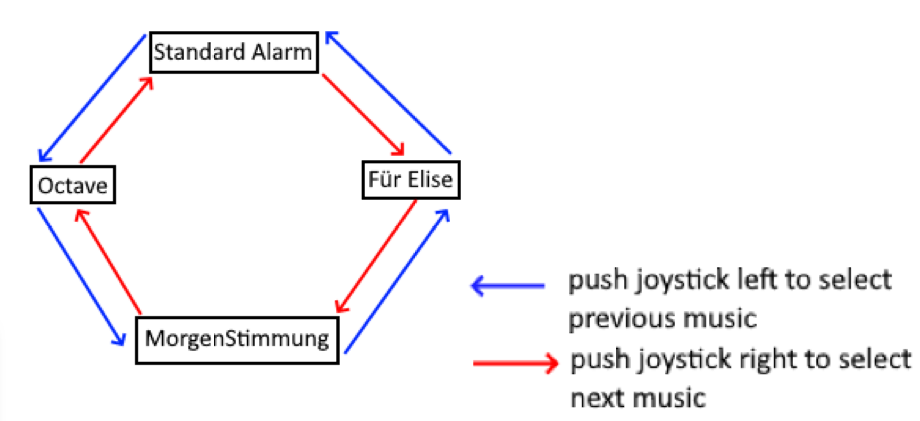 Standard Alarm
Octave
Für Elise
MorgenStimmung
push joystick left to select
previous music
push joystick right to select
next music